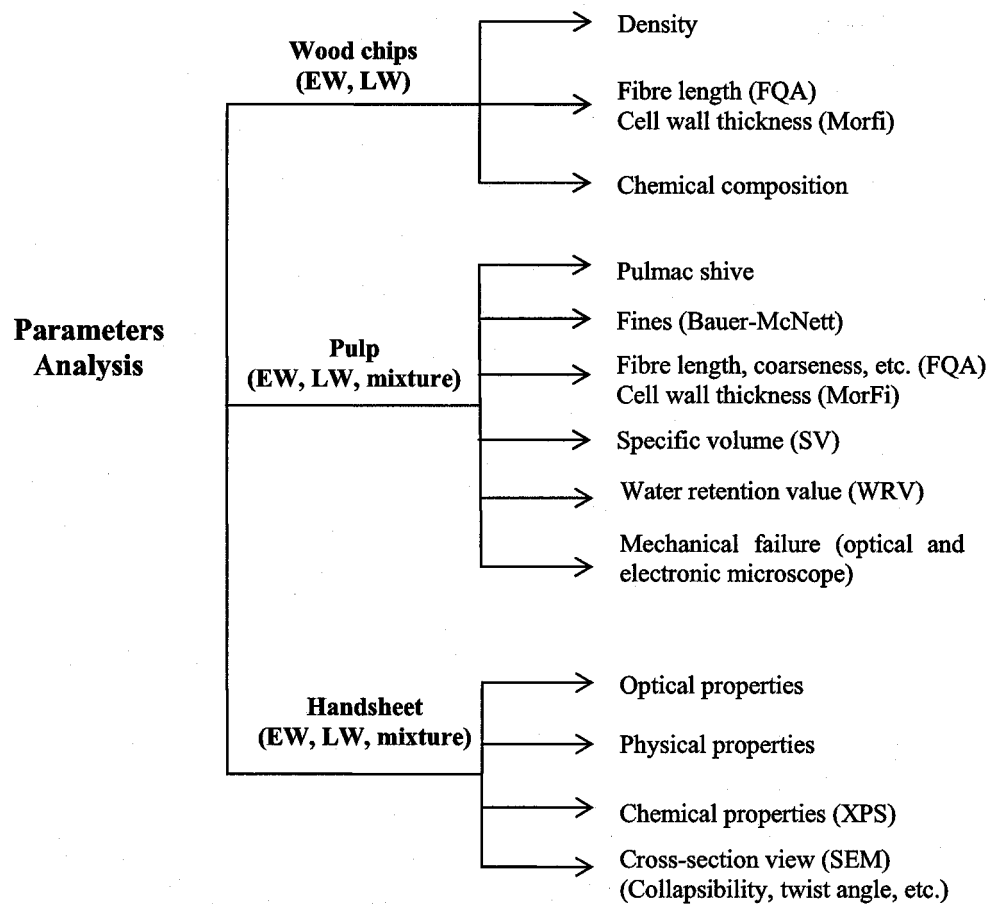 Parameters
Analysis
Wood chips
(EW, LW)
Density
Fibre length (FQA)
Cell wall thickness (Morfi)
Chemical composition
Pulp
(EW, LW, mixture)
Pulmac shive
Fines (Bauer-McNett)
Fibre length, coarseness, etc. (FQA)
Cell wall thickness (MorFi)
Specific volume (SV)
Water retention value (WRV)
Mechanical failure (optical and
electronic microscope)
Handsheet
(EW, LW, mixture)
Optical properties
Physical properties
Chemical properties (XPS)
Cross-section view (SEM)
(Collapsibility, twist angle, etc.)